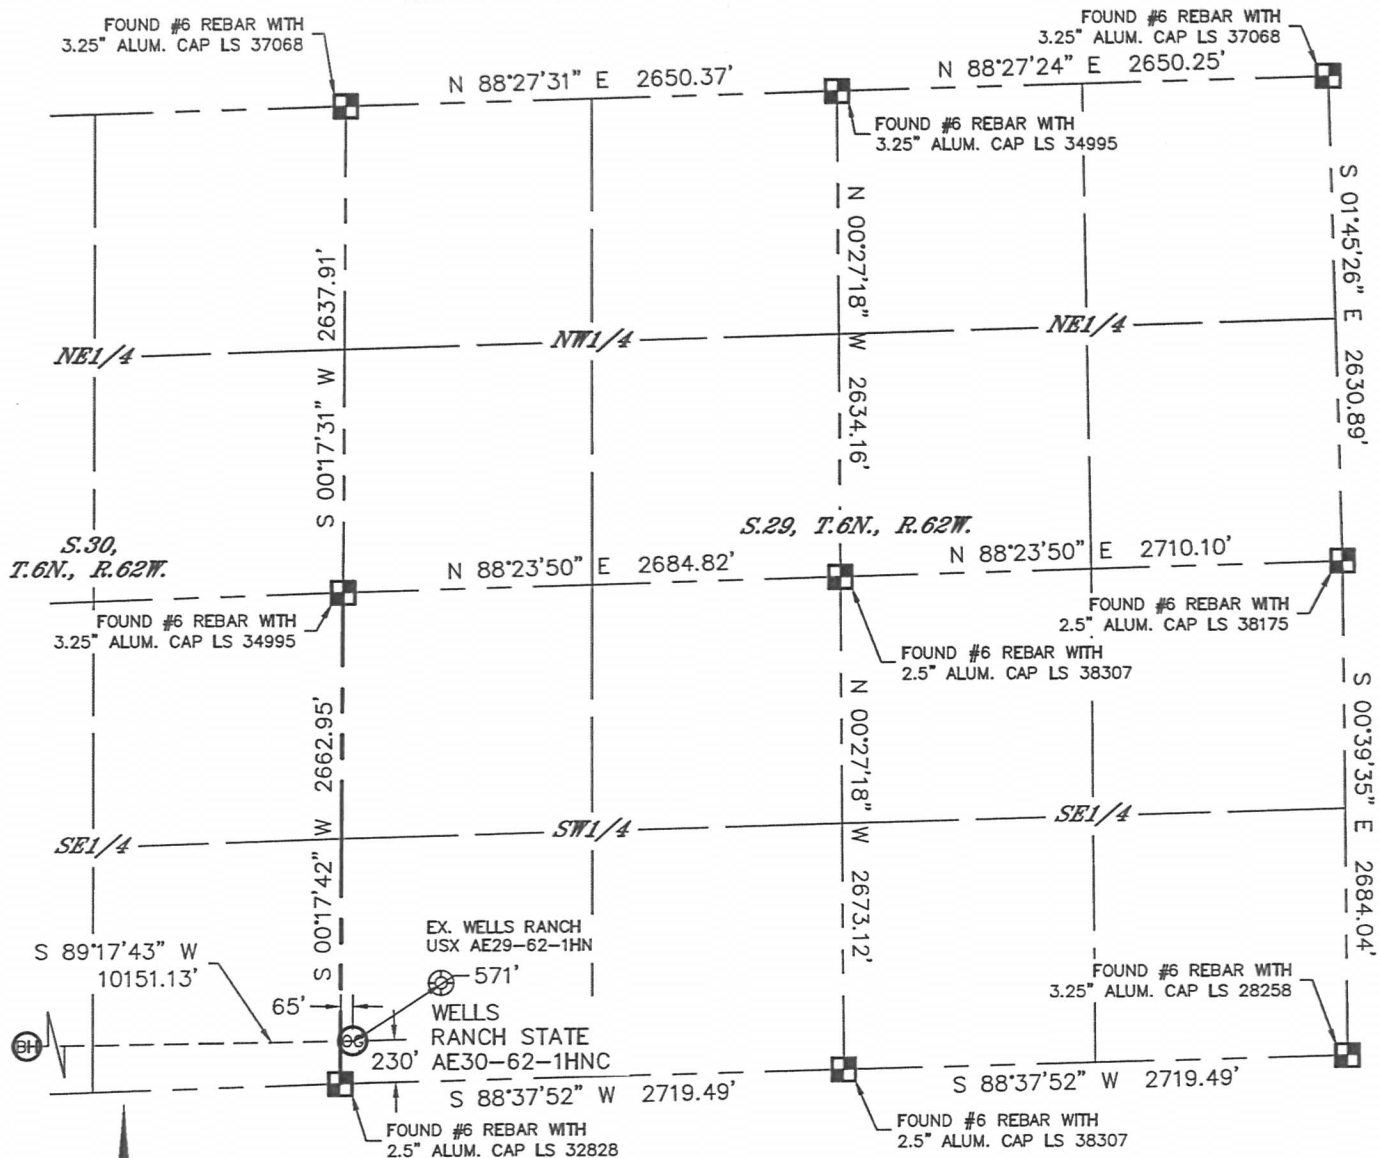 FOUND #6 REBAR WITH
3.25" ALUM. CAP LS 37068
FOUND #6 REBAR WITH
3.25" ALUM. CAP LS 37068
N 88°27'31" E 2650.37'
N 88°27'24" E 2650.25'
FOUND #6 REBAR WITH
3.25" ALUM. CAP LS 34995
S 00°17'31" W 2637.91'
N 00°27'18" W 2634.16'
S 01°45'26" E 2630.89'
NE1/4
NW1/4
NE1/4
S.30,
T.6N., R.62W.
S.29, T.6N., R.62W.
N 88°23'50" E 2684.82'
N 88°23'50" E 2710.10'
FOUND #6 REBAR WITH
3.25" ALUM. CAP LS 34995
FOUND #6 REBAR WITH
2.5" ALUM. CAP LS 38175
FOUND #6 REBAR WITH
2.5" ALUM. CAP LS 38307
S 00°17'42" W 2662.95'
N 00°27'18" W 2673.12'
S 00°39'35" E 2684.04'
SE1/4
SW1/4
SE1/4
S 89°17'43" W
10151.13'
EX. WELLS RANCH
USX AE29-62-1HN
571'
65'
WELLS
RANCH STATE
AE30-62-1HNC
230'
BH
OG
FOUND #6 REBAR WITH
3.25" ALUM. CAP LS 28258
S 88°37'52" W 2719.49'
S 88°37'52" W 2719.49'
FOUND #6 REBAR WITH
2.5" ALUM. CAP LS 32828
FOUND #6 REBAR WITH
2.5" ALUM. CAP LS 38307